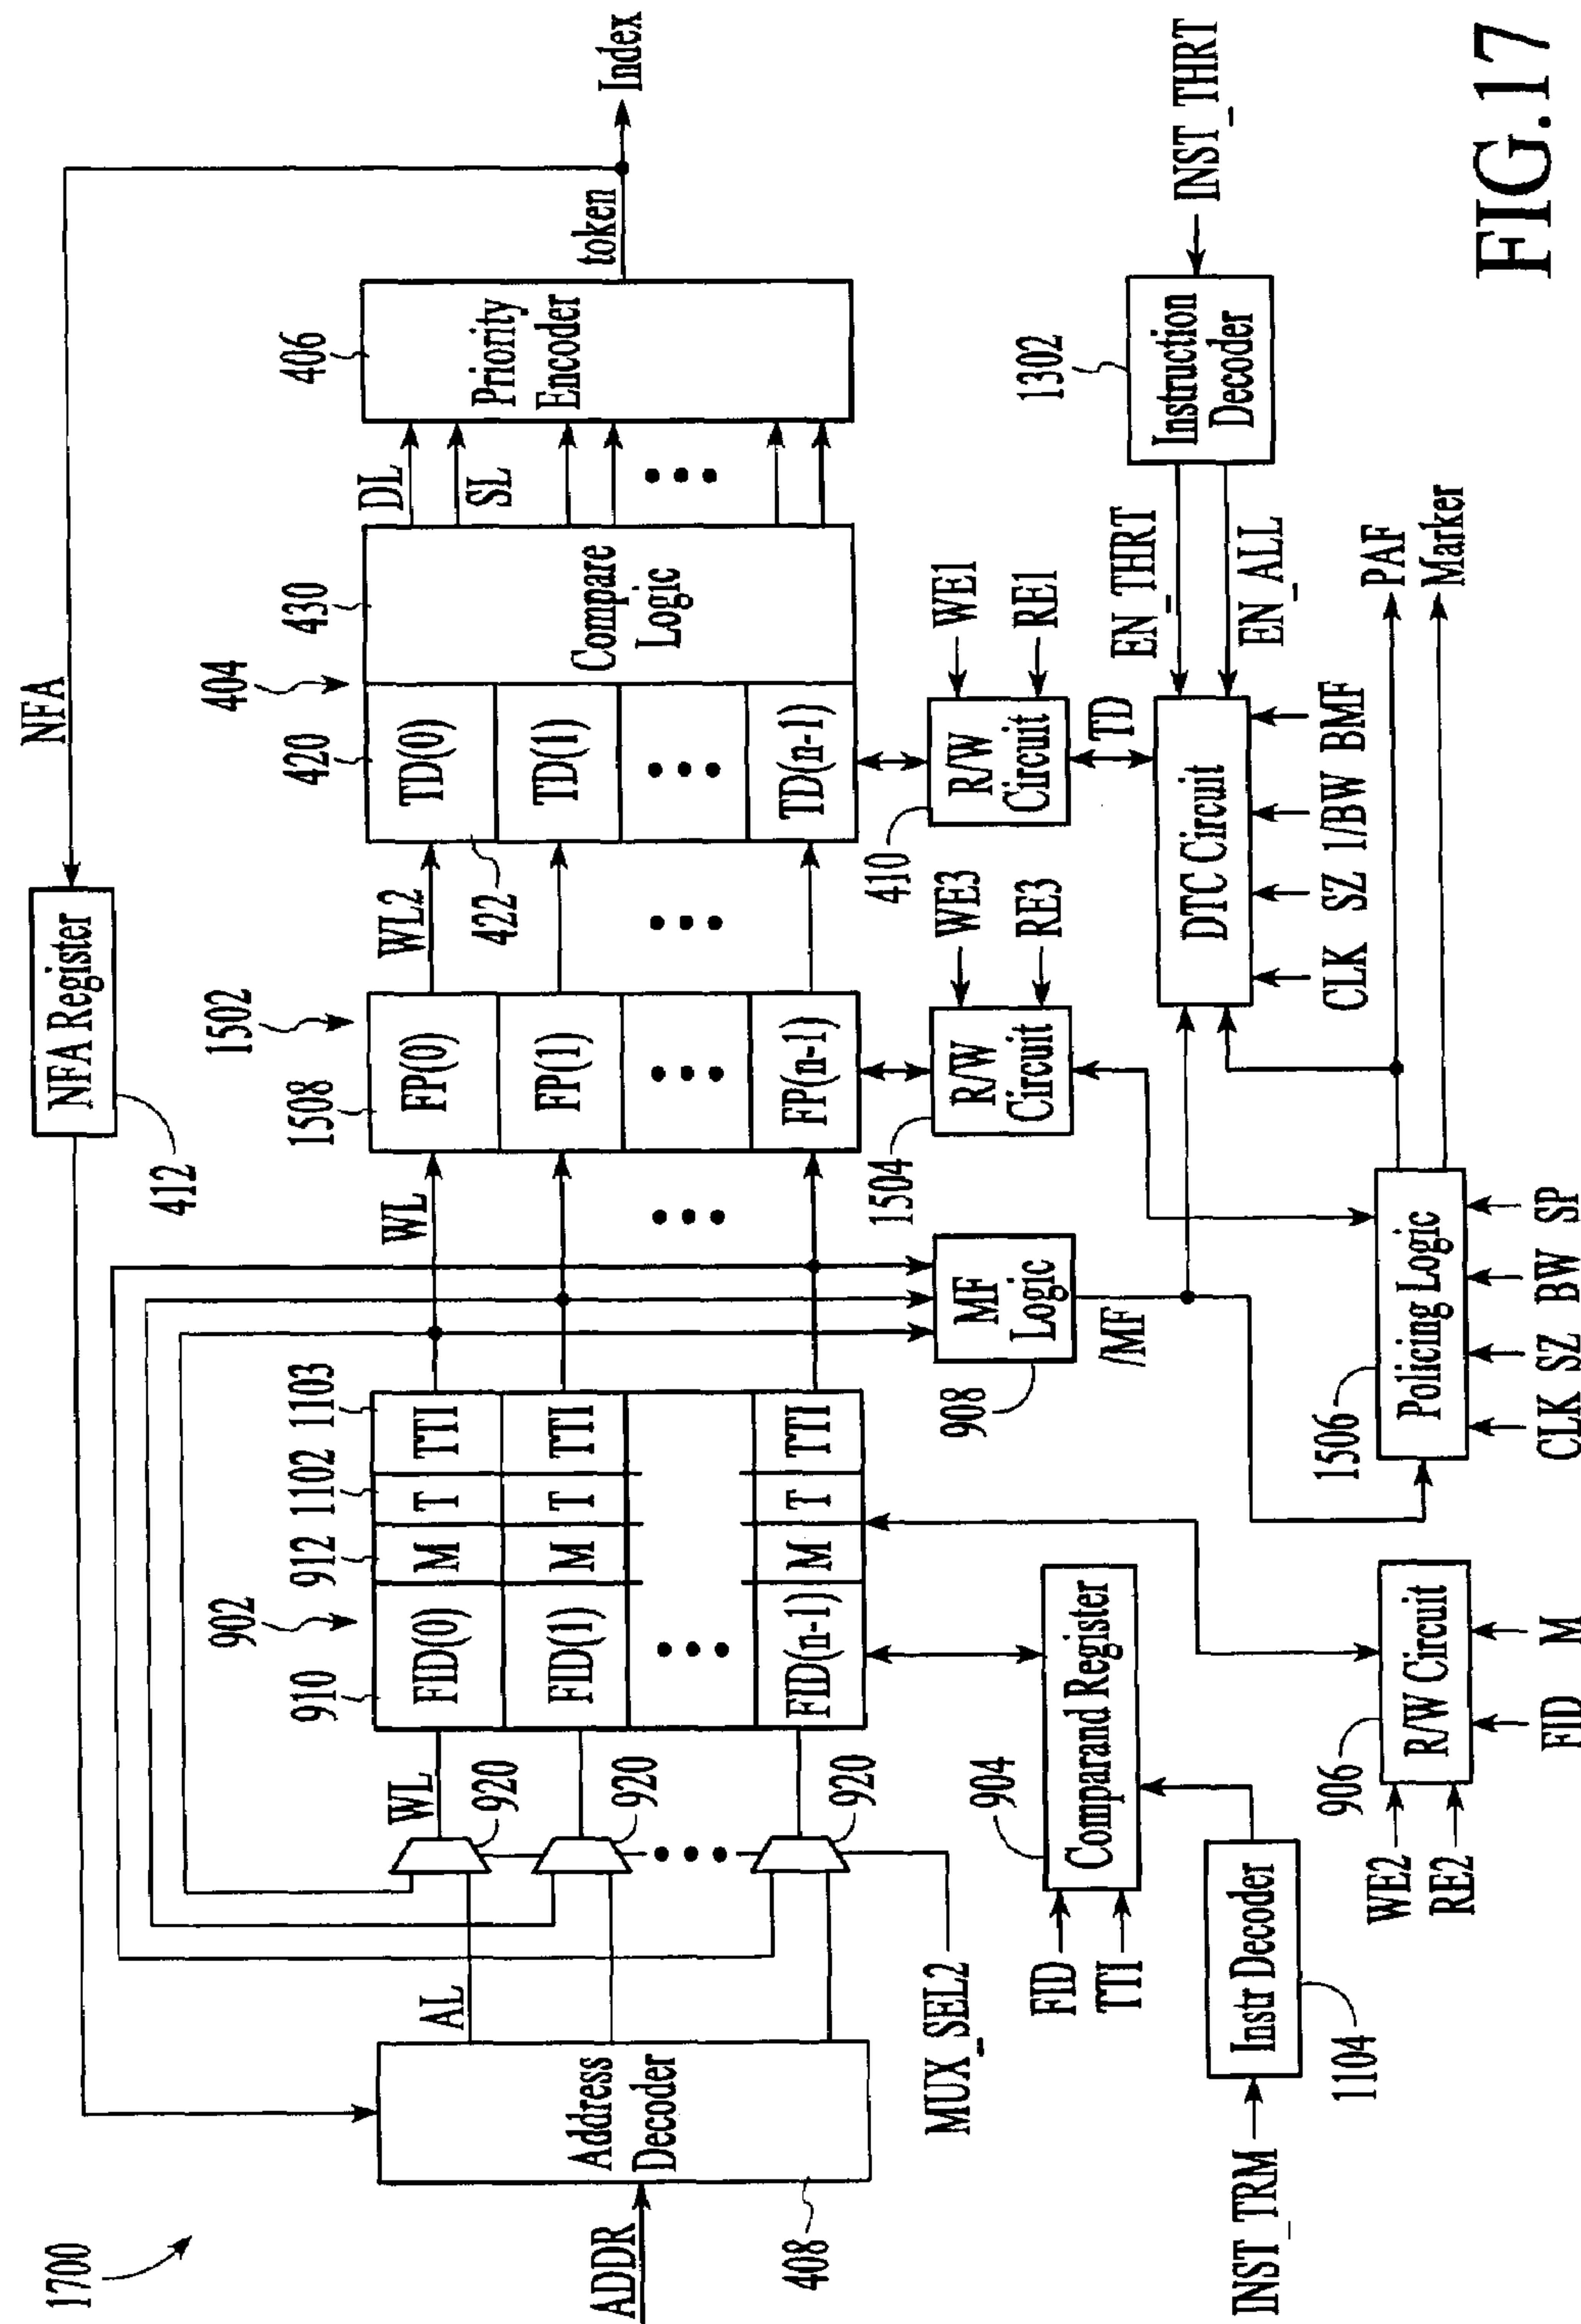 1700
NFA
NFA Register
412
ADDR
Address
Decoder
408
AL
WL
920
920
920
MUX_SEL2
910
902
912
1102
1103
FID(0) M T TTI
FID(1) M T TTI
FID(n-1) M T TTI
WL
1508
1502
FP(0)
FP(1)
FP(n-1)
WL2
422
420
404
430
TD(0)
TD(1)
TD(n-1)
Compare
Logic
DL
SL
406
Priority
Encoder
token
Index
FID
TTI
904
Comparand Register
INST_TRM
Instr Decoder
1104
WE2
RE2
906
R/W Circuit
FID M
MF
Logic
908
/MF
1504
R/W
Circuit
WE3
RE3
410
R/W
Circuit
WE1
RE1
TD
1506
Policing Logic
CLK SZ BW SP
DTC Circuit
CLK SZ 1/BW BMF
EN_THRT
EN_ALL
1302
Instruction
Decoder
INST_THRT
PAF
Marker
FIG.17